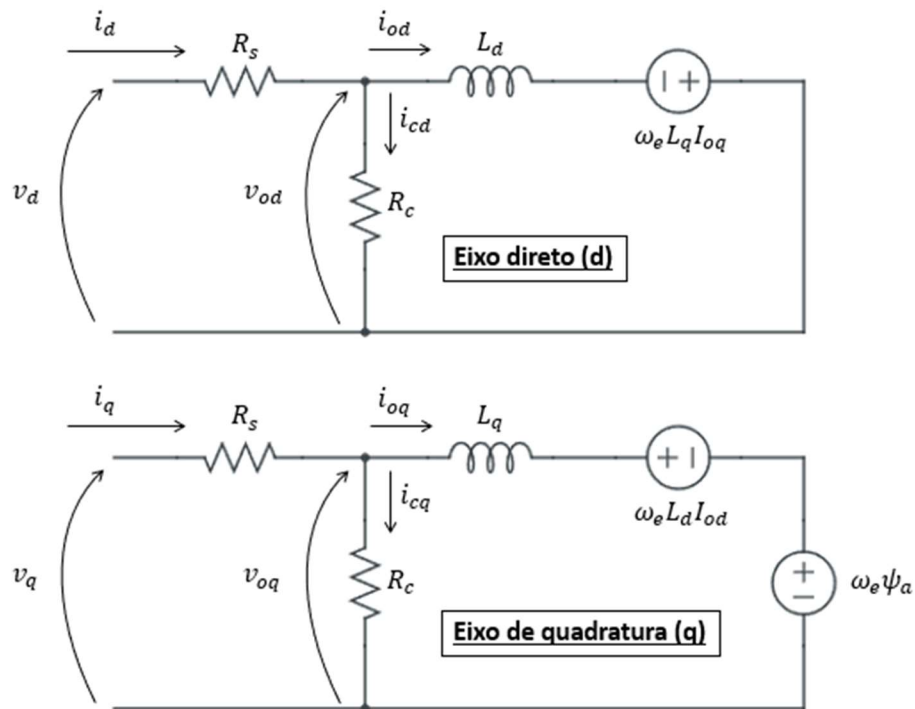 i_d
R_s
i_od
L_d
ω_e L_q I_oq
i_cd
v_d
v_od
R_c
Eixo direto (d)
i_q
R_s
i_oq
L_q
ω_e L_d I_od
i_cq
v_q
v_oq
R_c
ω_e ψ_a
Eixo de quadratura (q)